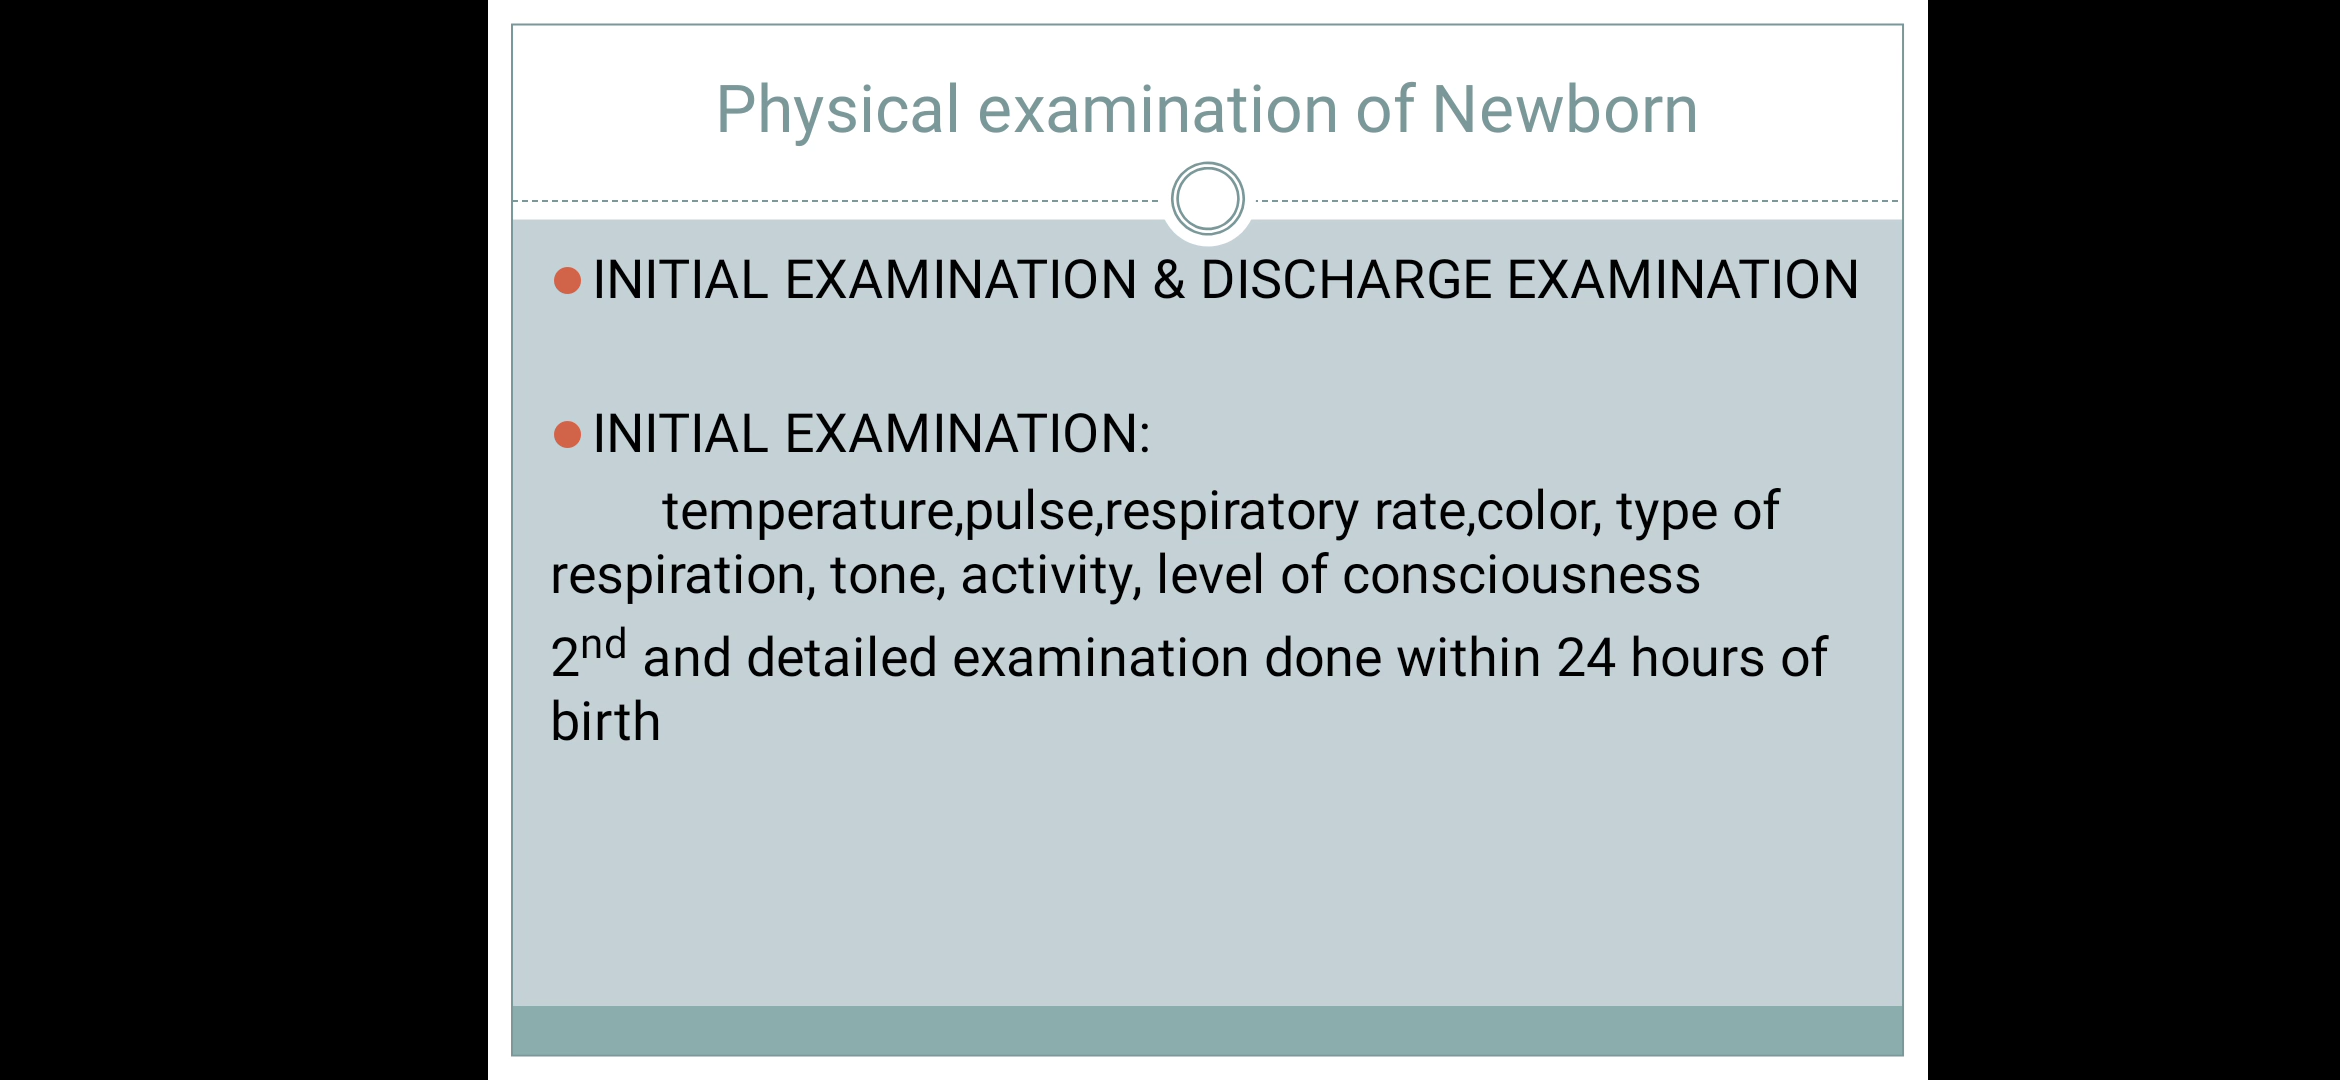 Physical examination of Newborn
INITIAL EXAMINATION & DISCHARGE EXAMINATION
INITIAL EXAMINATION:
temperature,pulse,respiratory rate,color, type of
respiration, tone, activity, level of consciousness
2nd and detailed examination done within 24 hours of
birth